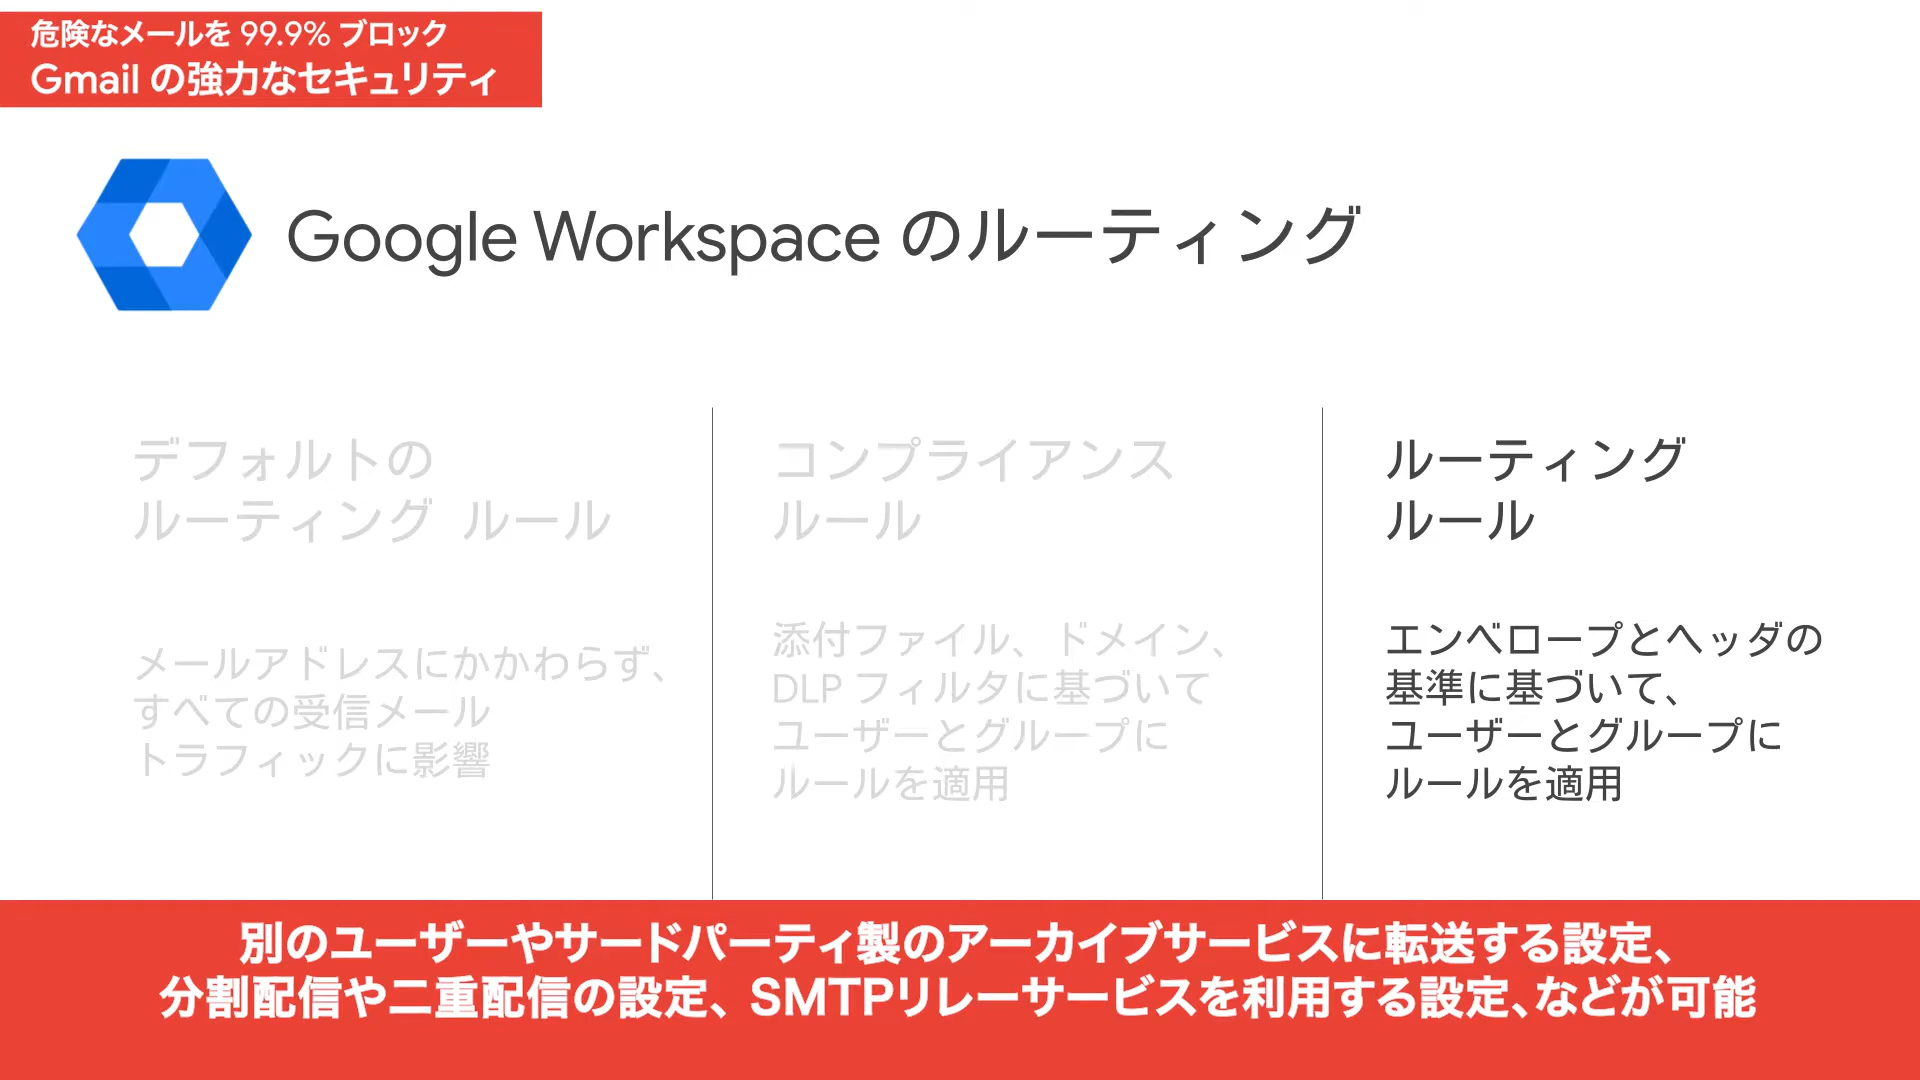 危険なメールを 99.9% ブロック
Gmail の強力なセキュリティ
Google Workspace のルーティング
デフォルトの
ルーティング ルール
メールアドレスにかかわらず、
すべての受信メール
トラフィックに影響
コンプライアンス
ルール
添付ファイル、ドメイン、
DLP フィルタに基づいて
ユーザーとグループに
ルールを適用
ルーティング
ルール
エンベロープとヘッダの
基準に基づいて、
ユーザーとグループに
ルールを適用
別のユーザーやサードパーティ製のアーカイブサービスに転送する設定、
分割配信や二重配信の設定、SMTPリレーサービスを利用する設定、などが可能